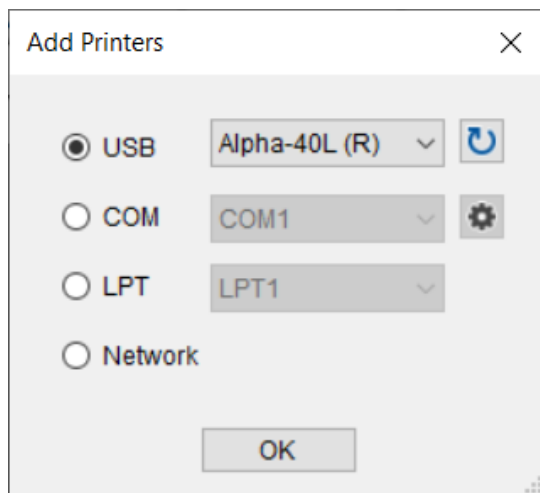 Add Printers
USB Alpha-40L (R)
COM COM1
LPT LPT1
Network
OK